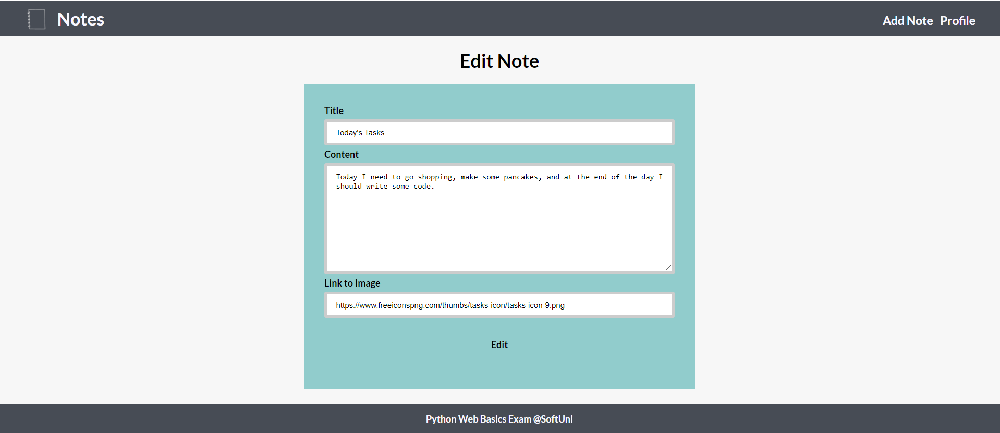 Notes
Add Note Profile
Edit Note
Title
Today's Tasks
Content
Today I need to go shopping, make some pancakes, and at the end of the day I
should write some code.
Link to Image
https://www.freeiconspng.com/thumbs/tasks-icon/tasks-icon-9.png
Edit
Python Web Basics Exam @SoftUni